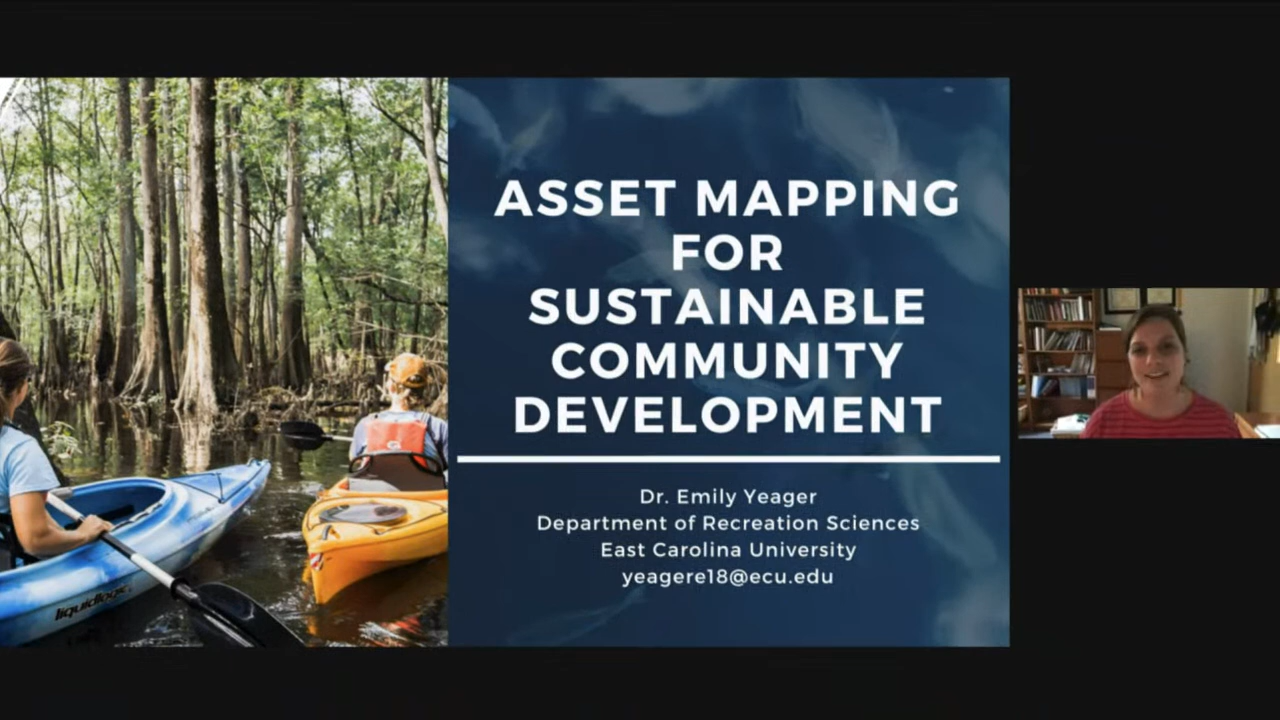 ASSET MAPPING
FOR
SUSTAINABLE
COMMUNITY
DEVELOPMENT
Dr. Emily Yeager
Department of Recreation Sciences
East Carolina University
yeagere18@ecu.edu
liquidlogic